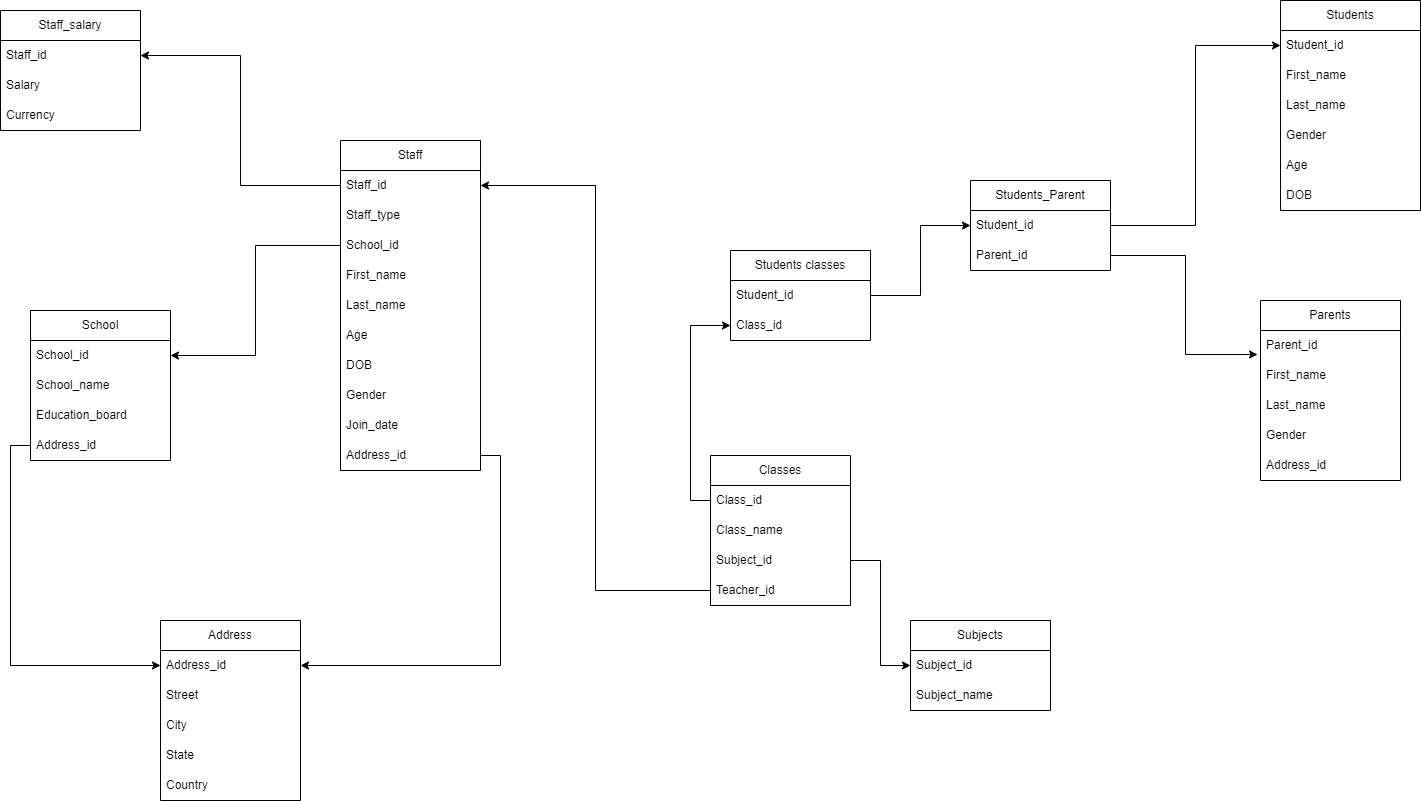 Staff_salary
Staff_id
Salary
Currency
Staff
Staff_id
Staff_type
School_id
First_name
Last_name
Age
DOB
Gender
Join_date
Address_id
School
School_id
School_name
Education_board
Address_id
Address
Address_id
Street
City
State
Country
Students classes
Student_id
Class_id
Classes
Class_id
Class_name
Subject_id
Teacher_id
Subjects
Subject_id
Subject_name
Students_Parent
Student_id
Parent_id
Students
Student_id
First_name
Last_name
Gender
Age
DOB
Parents
Parent_id
First_name
Last_name
Gender
Address_id